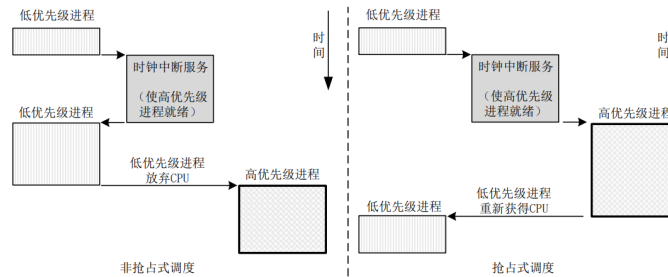 低优先级进程
时钟中断服务
（使高优先级
进程就绪）
时
间
低优先级进程
低优先级进程
放弃CPU
高优先级进程
非抢占式调度
低优先级进程
时钟中断服务
（使高优先级
进程就绪）
时
间
高优先级进程
低优先级进程
低优先级进程
重新获得CPU
抢占式调度